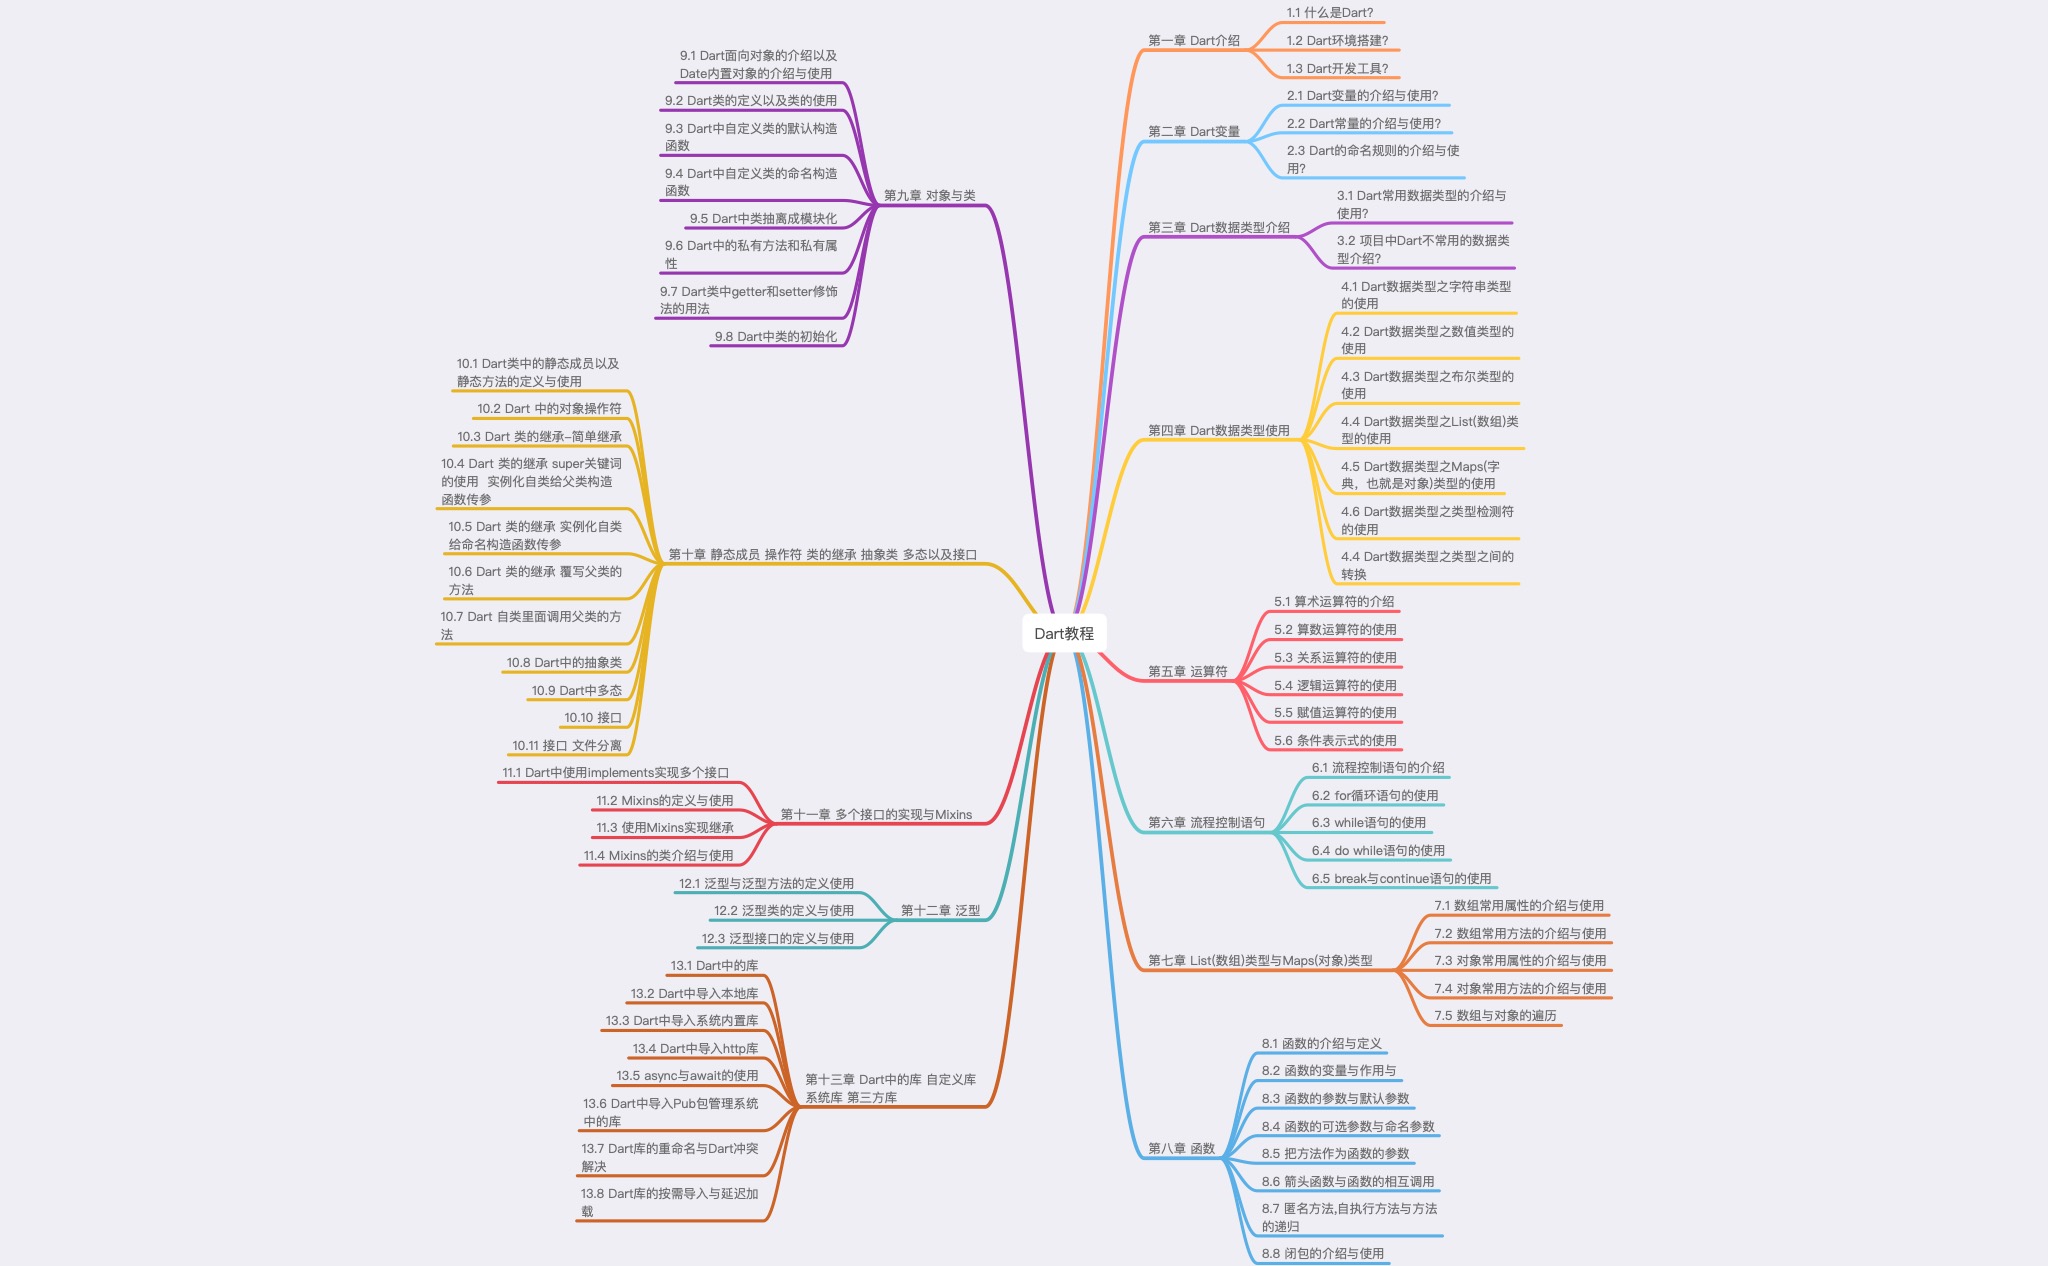 Dart教程
第一章 Dart介绍
1.1 什么是Dart?
1.2 Dart环境搭建?
1.3 Dart开发工具?
第二章 Dart变量
2.1 Dart变量的介绍与使用?
2.2 Dart常量的介绍与使用?
2.3 Dart的命名规则的介绍与使
用?
第三章 Dart数据类型介绍
3.1 Dart常用数据类型的介绍与
使用?
3.2 项目中Dart不常用的数据类
型介绍?
第四章 Dart数据类型使用
4.1 Dart数据类型之字符串类型
的使用
4.2 Dart数据类型之数值类型的
使用
4.3 Dart数据类型之布尔类型的
使用
4.4 Dart数据类型之List(数组)类
型的使用
4.5 Dart数据类型之Maps(字
典，也就是对象)类型的使用
4.6 Dart数据类型之类型检测符
的使用
4.4 Dart数据类型之类型之间的
转换
第五章 运算符
5.1 算术运算符的介绍
5.2 算数运算符的使用
5.3 关系运算符的使用
5.4 逻辑运算符的使用
5.5 赋值运算符的使用
5.6 条件表示式的使用
第六章 流程控制语句
6.1 流程控制语句的介绍
6.2 for循环语句的使用
6.3 while语句的使用
6.4 do while语句的使用
6.5 break与continue语句的使用
第七章 List(数组)类型与Maps(对象)类型
7.1 数组常用属性的介绍与使用
7.2 数组常用方法的介绍与使用
7.3 对象常用属性的介绍与使用
7.4 对象常用方法的介绍与使用
7.5 数组与对象的遍历
第八章 函数
8.1 函数的介绍与定义
8.2 函数的变量与作用与
8.3 函数的参数与默认参数
8.4 函数的可选参数与命名参数
8.5 把方法作为函数的参数
8.6 箭头函数与函数的相互调用
8.7 匿名方法,自执行方法与方法
的递归
8.8 闭包的介绍与使用
第九章 对象与类
9.1 Dart面向对象的介绍以及
Date内置对象的介绍与使用
9.2 Dart类的定义以及类的使用
9.3 Dart中自定义类的默认构造
函数
9.4 Dart中自定义类的命名构造
函数
9.5 Dart中类抽离成模块化
9.6 Dart中的私有方法和私有属
性
9.7 Dart类中getter和setter修饰
法的用法
9.8 Dart中类的初始化
第十章 静态成员 操作符 类的继承 抽象类 多态以及接口
10.1 Dart类中的静态成员以及
静态方法的定义与使用
10.2 Dart 中的对象操作符
10.3 Dart 类的继承-简单继承
10.4 Dart 类的继承 super关键词
的使用 实例化自类给父类构造
函数传参
10.5 Dart 类的继承 实例化自类
给命名构造函数传参
10.6 Dart 类的继承 覆写父类的
方法
10.7 Dart 自类里面调用父类的方
法
10.8 Dart中的抽象类
10.9 Dart中多态
10.10 接口
10.11 接口 文件分离
第十一章 多个接口的实现与Mixins
11.1 Dart中使用implements实现多个接口
11.2 Mixins的定义与使用
11.3 使用Mixins实现继承
11.4 Mixins的类介绍与使用
第十二章 泛型
12.1 泛型与泛型方法的定义使用
12.2 泛型类的定义与使用
12.3 泛型接口的定义与使用
第十三章 Dart中的库 自定义库
系统库 第三方库
13.1 Dart中的库
13.2 Dart中导入本地库
13.3 Dart中导入系统内置库
13.4 Dart中导入http库
13.5 async与await的使用
13.6 Dart中导入Pub包管理系统
中的库
13.7 Dart库的重命名与Dart冲突
解决
13.8 Dart库的按需导入与延迟加
载